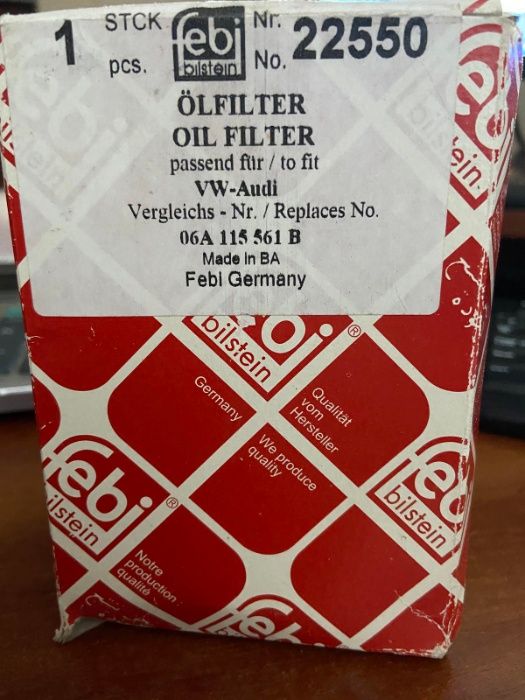 1 STCK pcs. febi bilstein Nr. No. 22550
ÖLFILTER
OIL FILTER
passend für / to fit
VW-Audi
Vergleichs - Nr. / Replaces No.
06A 115 561 B
Made in BA
Febi Germany
febi bilstein ®
Germany
Qualität vom Hersteller
We produce quality
febi bilstein ®
febi bilstein
Notre production qualité
febi